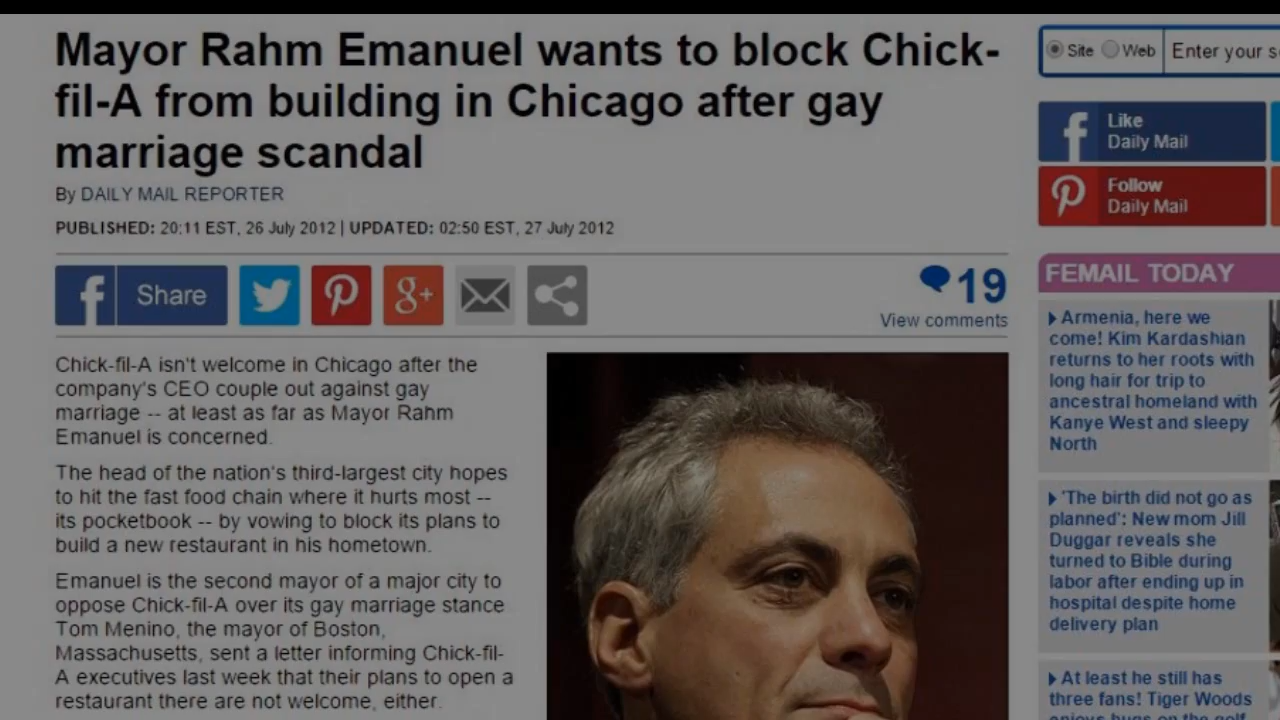 Mayor Rahm Emanuel wants to block Chick-
fil-A from building in Chicago after gay
marriage scandal
By DAILY MAIL REPORTER
PUBLISHED: 20:11 EST, 26 July 2012 | UPDATED: 02:50 EST, 27 July 2012
Share
g+
19
View comments
Chick-fil-A isn't welcome in Chicago after the
company's CEO couple out against gay
marriage -- at least as far as Mayor Rahm
Emanuel is concerned.
The head of the nation's third-largest city hopes
to hit the fast food chain where it hurts most --
its pocketbook -- by vowing to block its plans to
build a new restaurant in his hometown.
Emanuel is the second mayor of a major city to
oppose Chick-fil-A over its gay marriage stance
Tom Menino, the mayor of Boston,
Massachusetts, sent a letter informing Chick-fil-
A executives last week that their plans to open a
restaurant there are not welcome, either.
Site Web Enter your
Like
Daily Mail
Follow
Daily Mail
FEMAIL TODAY
Armenia, here we
come! Kim Kardashian
returns to her roots with
long hair for trip to
ancestral homeland with
Kanye West and sleepy
North
'The birth did not go as
planned': New mom Jill
Duggar reveals she
turned to Bible during
labor after ending up in
hospital despite home
delivery plan
At least he still has
three fans! Tiger Woods
enjoys hugs on the golf